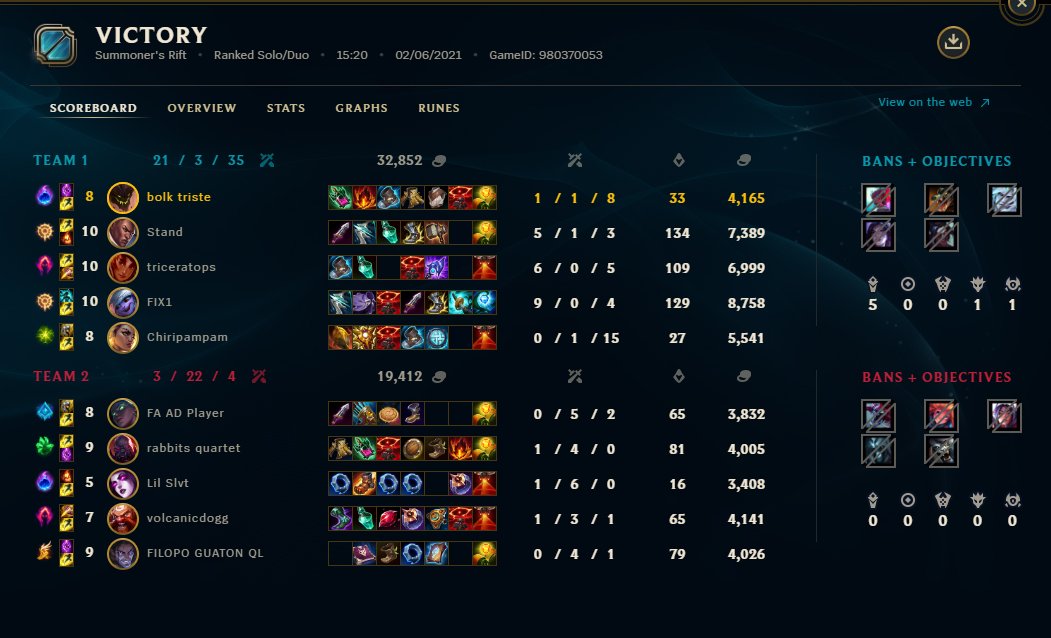 VICTORY
Summoner's Rift • Ranked Solo/Duo • 15:20 • 02/06/2021 • GameID: 980370053
SCOREBOARD OVERVIEW STATS GRAPHS RUNES
View on the web
TEAM 1 21 / 3 / 35 32,852 BANS + OBJECTIVES
8 bolk triste 1 / 1 / 8 33 4,165
10 Stand 5 / 1 / 3 134 7,389
10 triceratops 6 / 0 / 5 109 6,999
10 FIX1 9 / 0 / 4 129 8,758
5 0 0 1 1
8 Chiripampam 0 / 1 / 15 27 5,541
TEAM 2 3 / 22 / 4 19,412 BANS + OBJECTIVES
8 FA AD Player 0 / 5 / 2 65 3,832
9 rabbits quartet 1 / 4 / 0 81 4,005
5 Lil Slvt 1 / 6 / 0 16 3,408
7 volcanicdogg 1 / 3 / 1 65 4,141
0 0 0 0 0
9 FILOPO GUATON QL 0 / 4 / 1 79 4,026